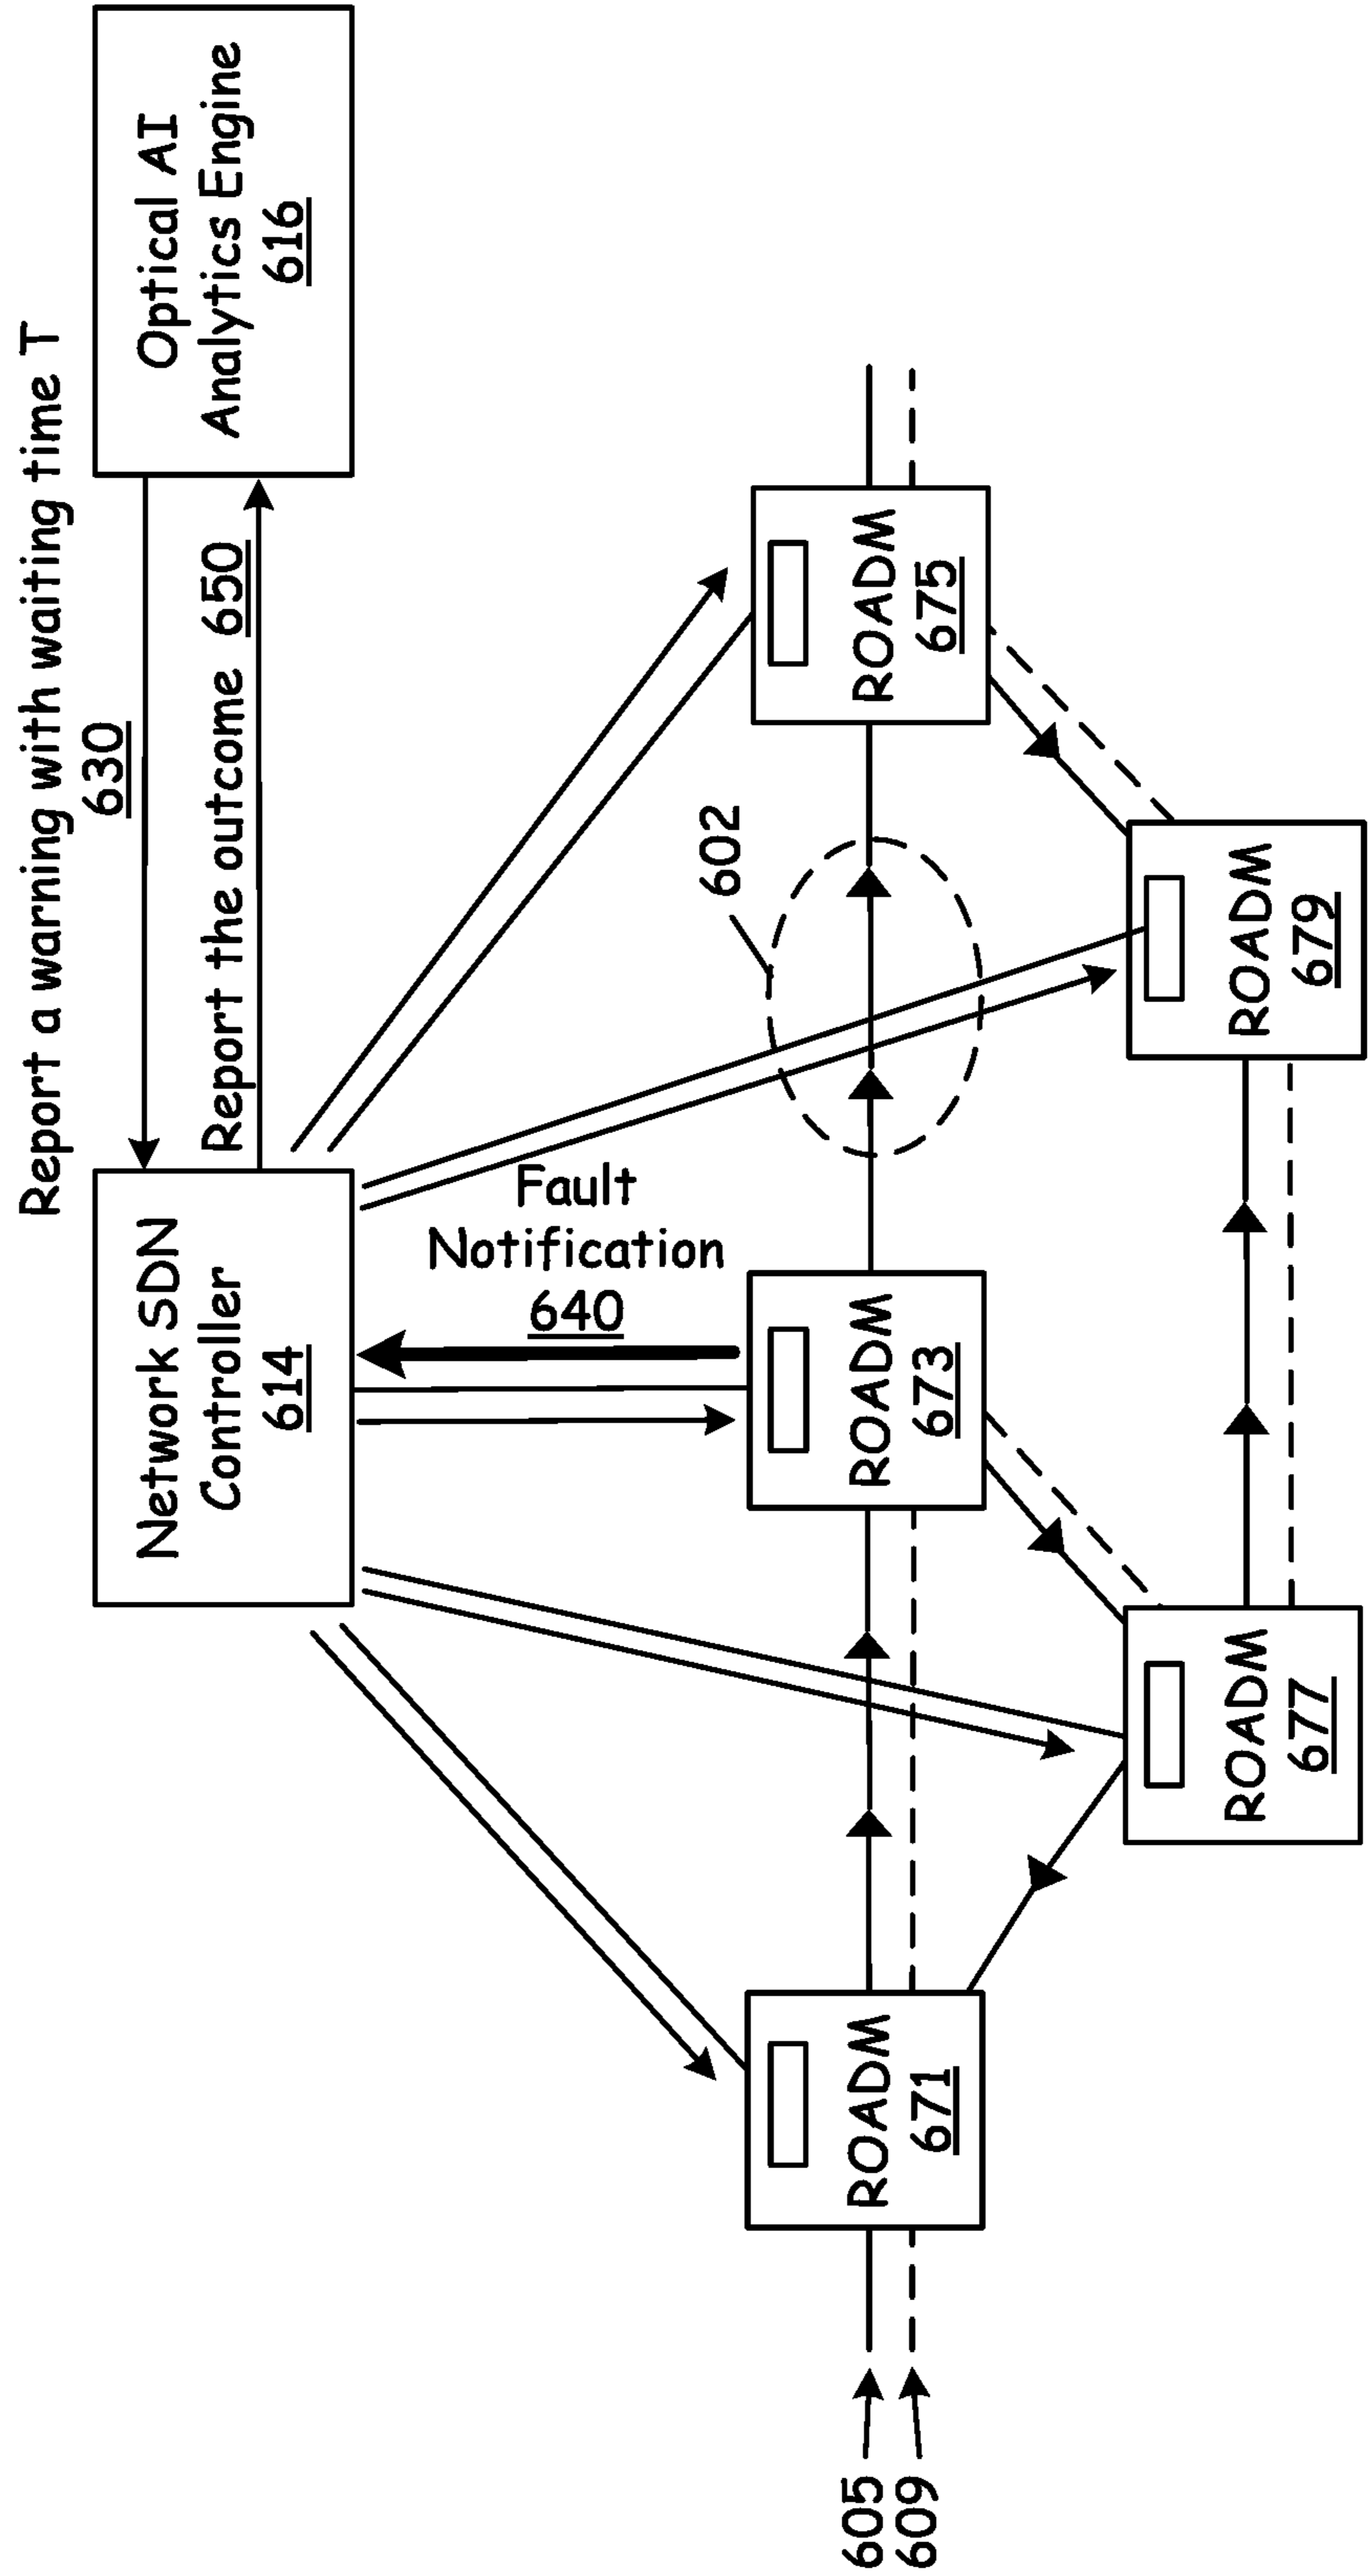 Report a warning with waiting time T
630
Network SDN
Controller
614
Optical AI
Analytics Engine
616
Report the outcome 650
Fault
Notification
640
602
605
609
ROADM
671
ROADM
673
ROADM
675
ROADM
677
ROADM
679